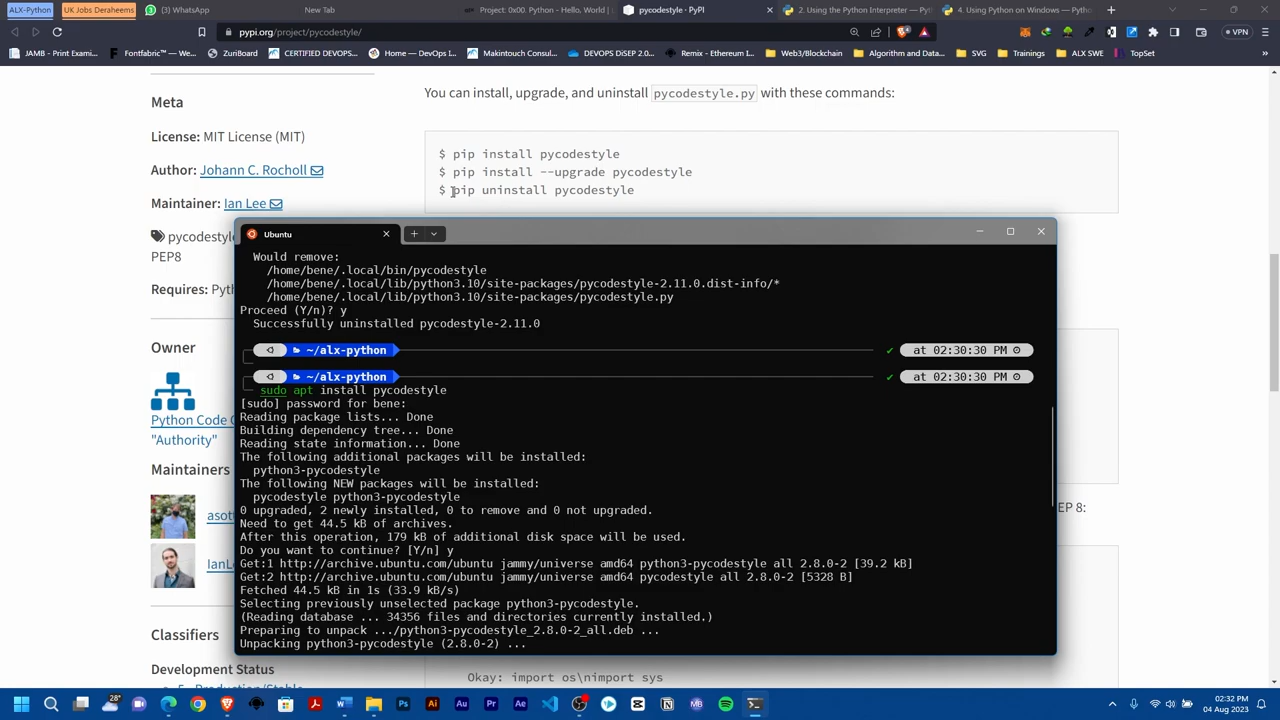 ALX-Python
UK Jobs.Deraheems
(3) WhatsApp
New Tab
Project: 0x00. Python - Hello, World
pycodestyle · PyPI
2. Using the Python Interpreter — Pyt
4. Using Python on Windows — Python
pypi.org/project/pycodestyle/
VPN
JAMB - Print Exami...
Fontfabric™ — Wo...
ZuniBoard
CERTIFIED DEVOPS...
Home — DevOps I...
Makintouch Consul...
DEVOPS DiSEP 2.0...
Remix - Ethereum I...
Web3/Blockchain
Algorithm and Data...
SVG
Trainings
ALX SWE
TopSet
Meta
License: MIT License (MIT)
Author: Johann C. Rocholl
Maintainer: Ian Lee
pycodestyle
PEP8
Requires: Pyth
Owner
Python Code Q
"Authority"
Maintainers
asott
IanLee
Classifiers
Development Status
5 - Production/Stable
You can install, upgrade, and uninstall pycodestyle.py with these commands:
$ pip install pycodestyle
$ pip install --upgrade pycodestyle
$ pip uninstall pycodestyle
Ubuntu
Would remove:
/home/bene/.local/bin/pycodestyle
/home/bene/.local/lib/python3.10/site-packages/pycodestyle-2.11.0.dist-info/*
/home/bene/.local/lib/python3.10/site-packages/pycodestyle.py
Proceed (Y/n)? y
Successfully uninstalled pycodestyle-2.11.0
~/alx-python ✔ at 02:30:30 PM
~/alx-python ✔ at 02:30:30 PM
sudo apt install pycodestyle
[sudo] password for bene:
Reading package lists... Done
Building dependency tree... Done
Reading state information... Done
The following additional packages will be installed:
python3-pycodestyle
The following NEW packages will be installed:
pycodestyle python3-pycodestyle
0 upgraded, 2 newly installed, 0 to remove and 0 not upgraded.
Need to get 44.5 kB of archives.
After this operation, 179 kB of additional disk space will be used.
Do you want to continue? [Y/n] y
Get:1 http://archive.ubuntu.com/ubuntu jammy/universe amd64 python3-pycodestyle all 2.8.0-2 [39.2 kB]
Get:2 http://archive.ubuntu.com/ubuntu jammy/universe amd64 pycodestyle all 2.8.0-2 [5328 B]
Fetched 44.5 kB in 1s (33.9 kB/s)
Selecting previously unselected package python3-pycodestyle.
(Reading database ... 34356 files and directories currently installed.)
Preparing to unpack .../python3-pycodestyle_2.8.0-2_all.deb ...
Unpacking python3-pycodestyle (2.8.0-2) ...
EP 8:
Okay: import os\nimport sys
28°
02:32 PM
04 Aug 2023